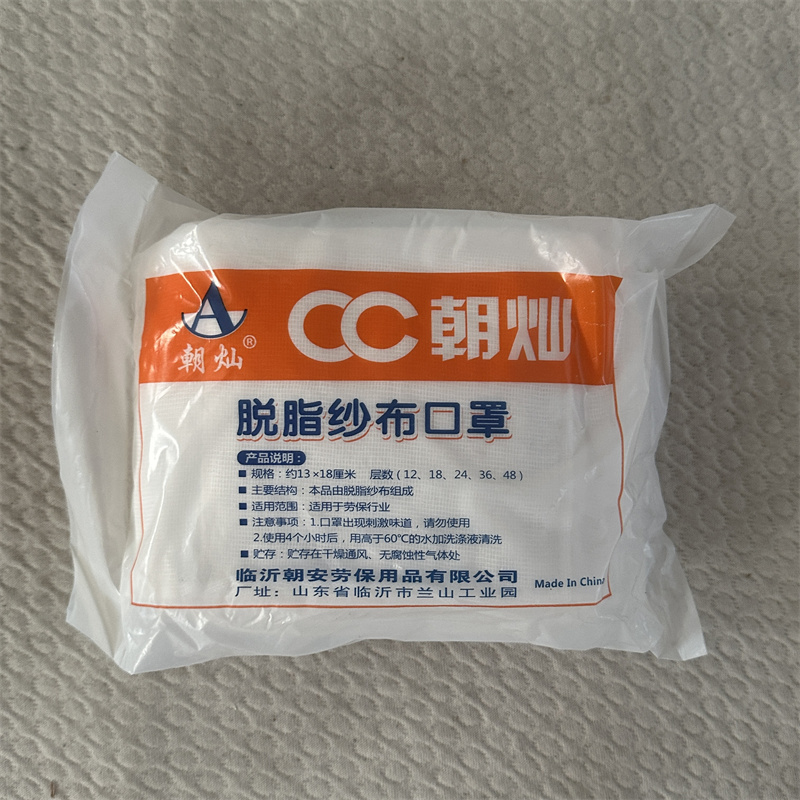 A
朝灿®
CC朝灿
脱脂纱布口罩
产品说明：
■ 规格：约13×18厘米 层数（12、18、24、36、48）
■ 主要结构：本品由脱脂纱布组成
■ 适用范围：适用于劳保行业
■ 注意事项：1.口罩出现刺激味道，请勿使用
2.使用4个小时后，用高于60℃的水加洗涤液清洗
■ 贮存：贮存在干燥通风、无腐蚀性气体处
临沂朝安劳保用品有限公司
厂址：山东省临沂市兰山工业园
Made In China